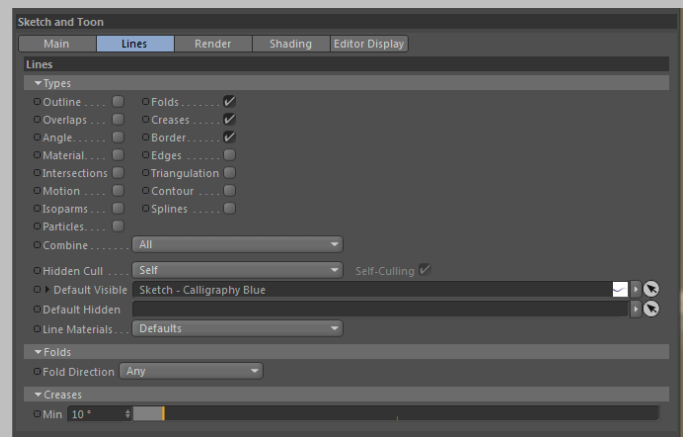 Sketch and Toon
Main Lines Render Shading Editor Display
Lines
Types
Outline . . . . Folds . . . . . . .
Overlaps . . . Creases . . . . .
Angle. . . . . . Border. . . . . .
Material. . . . Edges . . . . . .
Intersections Triangulation
Motion . . . . Contour . . . .
Isoparms . . . Splines . . . . .
Particles. . . .
Combine . . . . . . . All
Hidden Cull . . . . Self Self-Culling
Default Visible Sketch - Calligraphy Blue
Default Hidden
Line Materials. . . Defaults
Folds
Fold Direction Any
Creases
Min 10 °